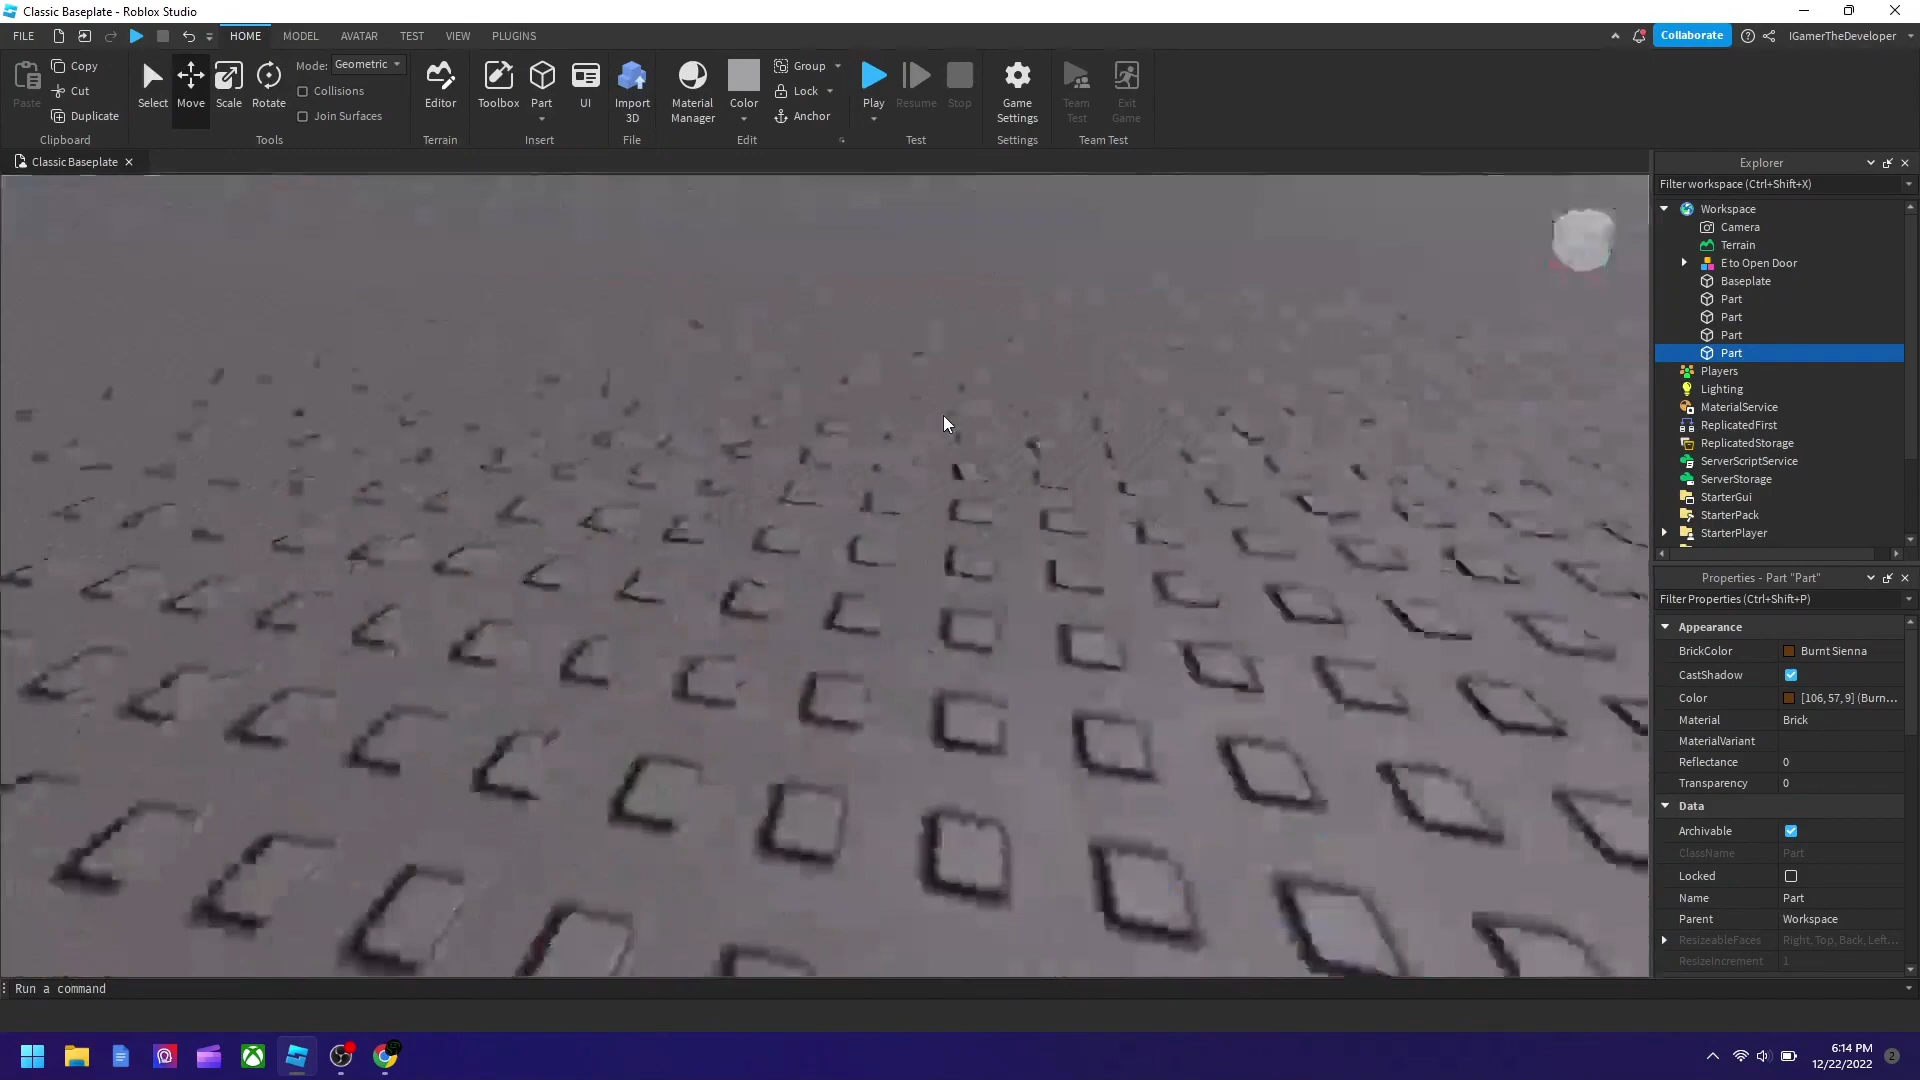 Classic Baseplate - Roblox Studio
FILE HOME MODEL AVATAR TEST VIEW PLUGINS Collaborate IGamerTheDeveloper
Paste
Copy
Cut
Duplicate
Clipboard
Select Move Scale Rotate
Mode: Geometric
Collisions
Join Surfaces
Tools
Editor
Terrain
Toolbox Part UI
Insert
Import
3D
File
Material
Manager
Color
Group
Lock
Anchor
Edit
Play Resume Stop
Test
Game
Settings
Settings
Team
Test
Exit
Game
Team Test
Classic Baseplate
Explorer
Filter workspace (Ctrl+Shift+X)
Workspace
Camera
Terrain
E to Open Door
Baseplate
Part
Part
Part
Part
Players
Lighting
MaterialService
ReplicatedFirst
ReplicatedStorage
ServerScriptService
ServerStorage
StarterGui
StarterPack
StarterPlayer
Properties - Part "Part"
Filter Properties (Ctrl+Shift+P)
Appearance
BrickColor Burnt Sienna
CastShadow
Color [106, 57, 9] (Burn...
Material Brick
MaterialVariant
Reflectance 0
Transparency 0
Data
Archivable
ClassName Part
Locked
Name Part
Parent Workspace
ResizeableFaces Right, Top, Back, Left...
ResizeIncrement 1
Run a command
6:14 PM
12/22/2022
2